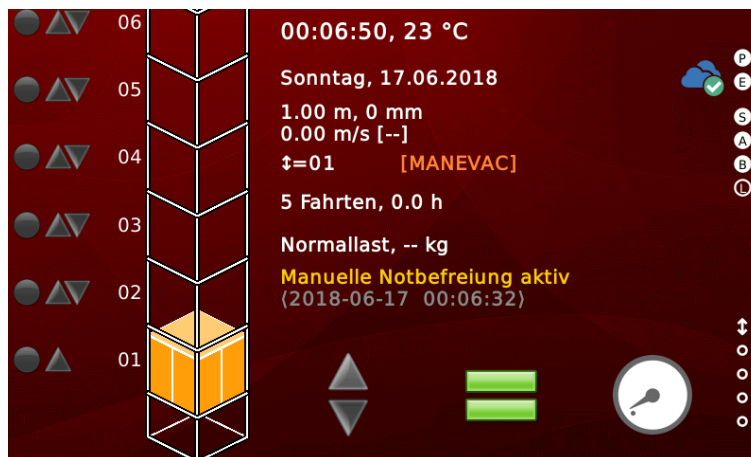 06
05
04
03
02
01
00:06:50, 23 °C
Sonntag, 17.06.2018
1.00 m, 0 mm
0.00 m/s [--]
↕=01 [MANEVAC]
5 Fahrten, 0.0 h
Normallast, -- kg
Manuelle Notbefreiung aktiv
⟨2018-06-17 00:06:32⟩
P
E
S
A
B
L